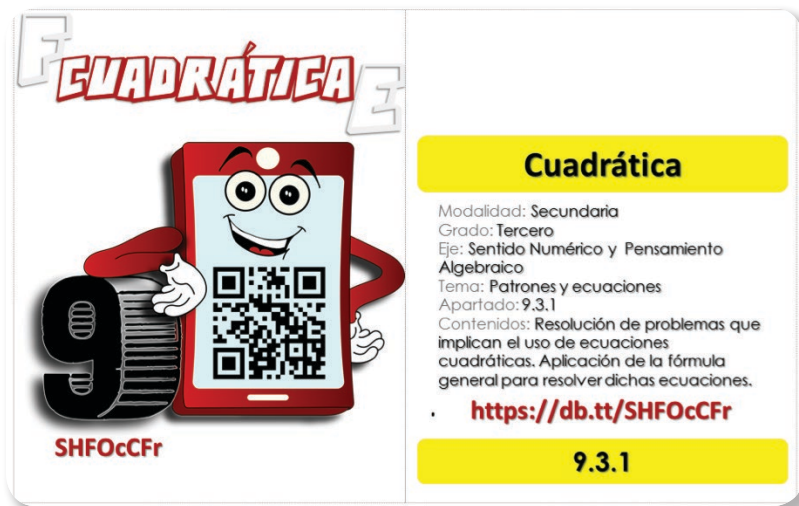 F
CUADRÁTICA
E
9
SHFOcCFr
Cuadrática
Modalidad: Secundaria
Grado: Tercero
Eje: Sentido Numérico y Pensamiento
Algebraico
Tema: Patrones y ecuaciones
Apartado: 9.3.1
Contenidos: Resolución de problemas que
implican el uso de ecuaciones
cuadráticas. Aplicación de la fórmula
general para resolver dichas ecuaciones.
https://db.tt/SHFOcCFr
9.3.1